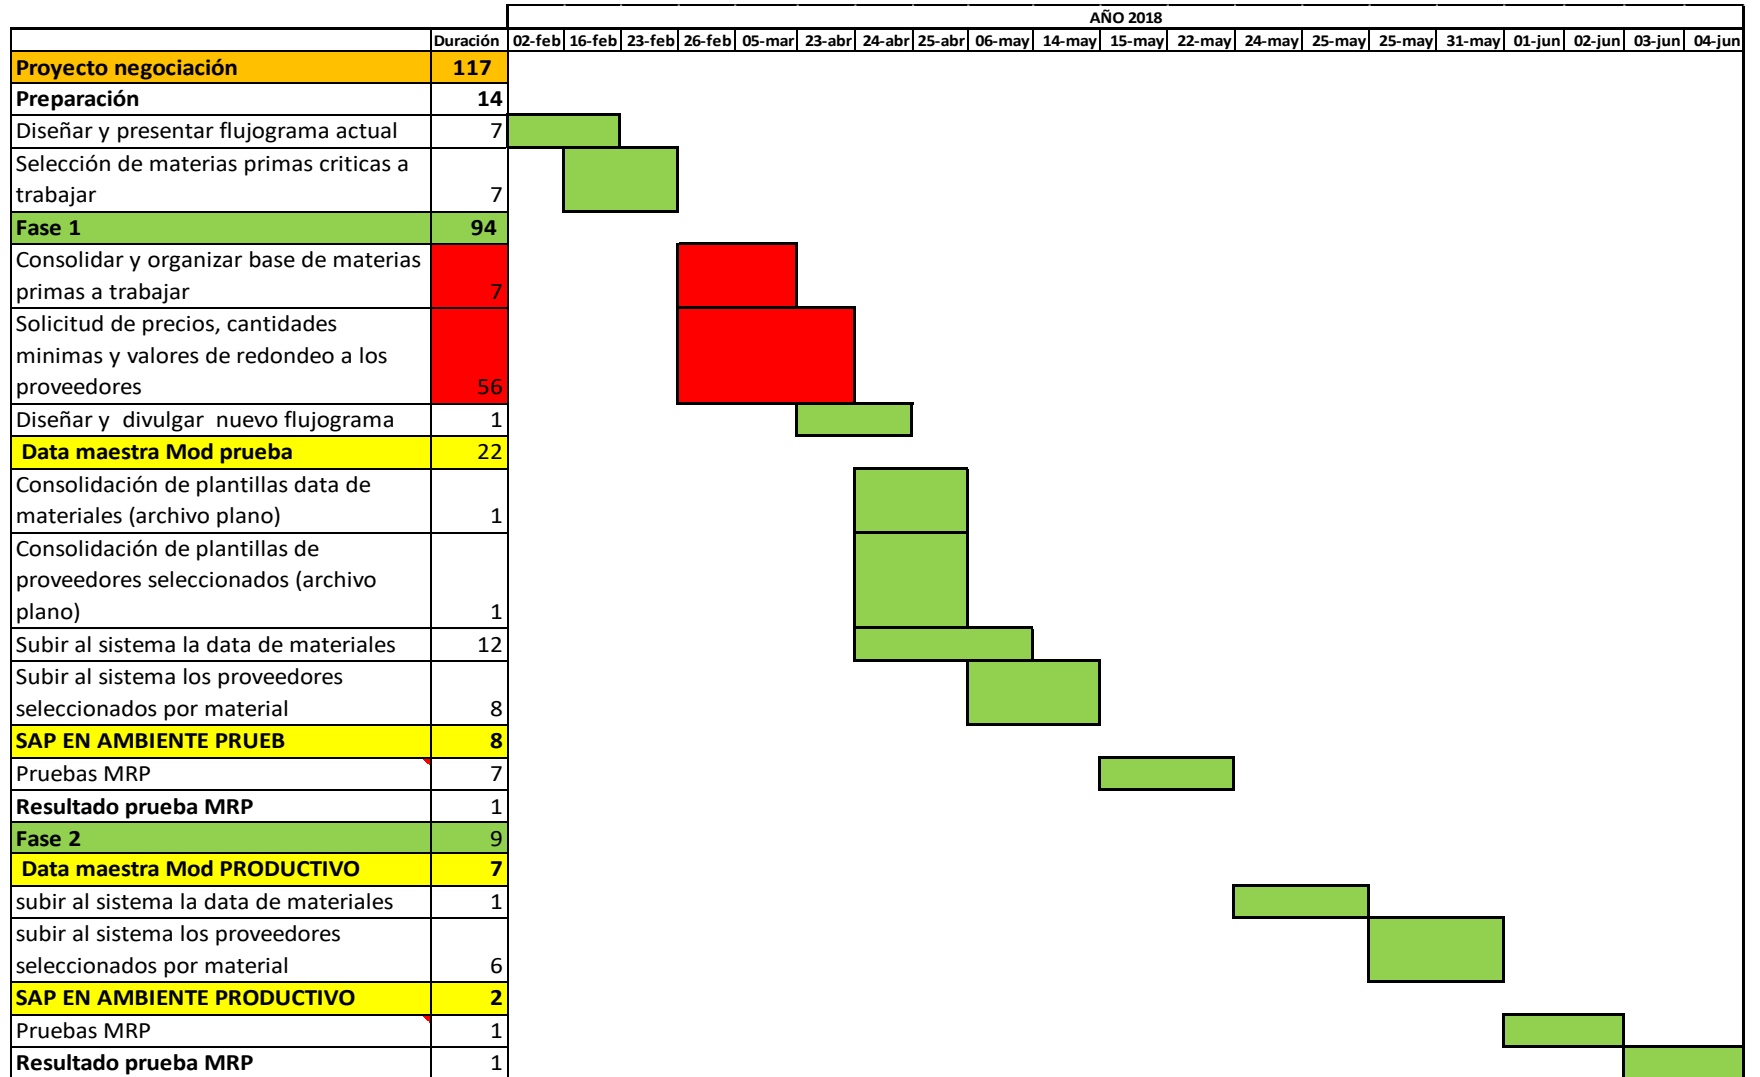 AÑO 2018
Duración 02-feb 16-feb 23-feb 26-feb 05-mar 23-abr 24-abr 25-abr 06-may 14-may 15-may 22-may 24-may 25-may 25-may 31-may 01-jun 02-jun 03-jun 04-jun
Proyecto negociación 117
Preparación 14
Diseñar y presentar flujograma actual 7
Selección de materias primas criticas a
trabajar 7
Fase 1 94
Consolidar y organizar base de materias
primas a trabajar 7
Solicitud de precios, cantidades
minimas y valores de redondeo a los
proveedores 56
Diseñar y divulgar nuevo flujograma 1
Data maestra Mod prueba 22
Consolidación de plantillas data de
materiales (archivo plano) 1
Consolidación de plantillas de
proveedores seleccionados (archivo
plano) 1
Subir al sistema la data de materiales 12
Subir al sistema los proveedores
seleccionados por material 8
SAP EN AMBIENTE PRUEB 8
Pruebas MRP 7
Resultado prueba MRP 1
Fase 2 9
Data maestra Mod PRODUCTIVO 7
subir al sistema la data de materiales 1
subir al sistema los proveedores
seleccionados por material 6
SAP EN AMBIENTE PRODUCTIVO 2
Pruebas MRP 1
Resultado prueba MRP 1